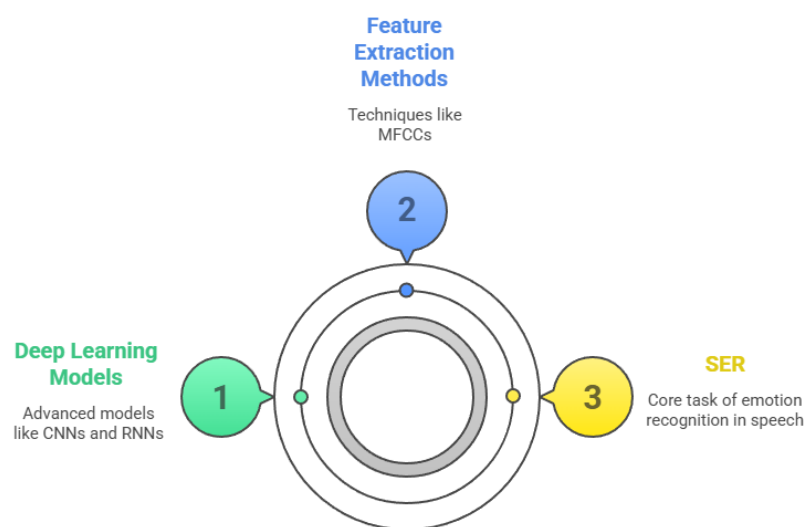 Feature
Extraction
Methods
Techniques like
MFCCs
2
Deep Learning
Models
Advanced models
like CNNs and RNNs
1
3
SER
Core task of emotion
recognition in speech